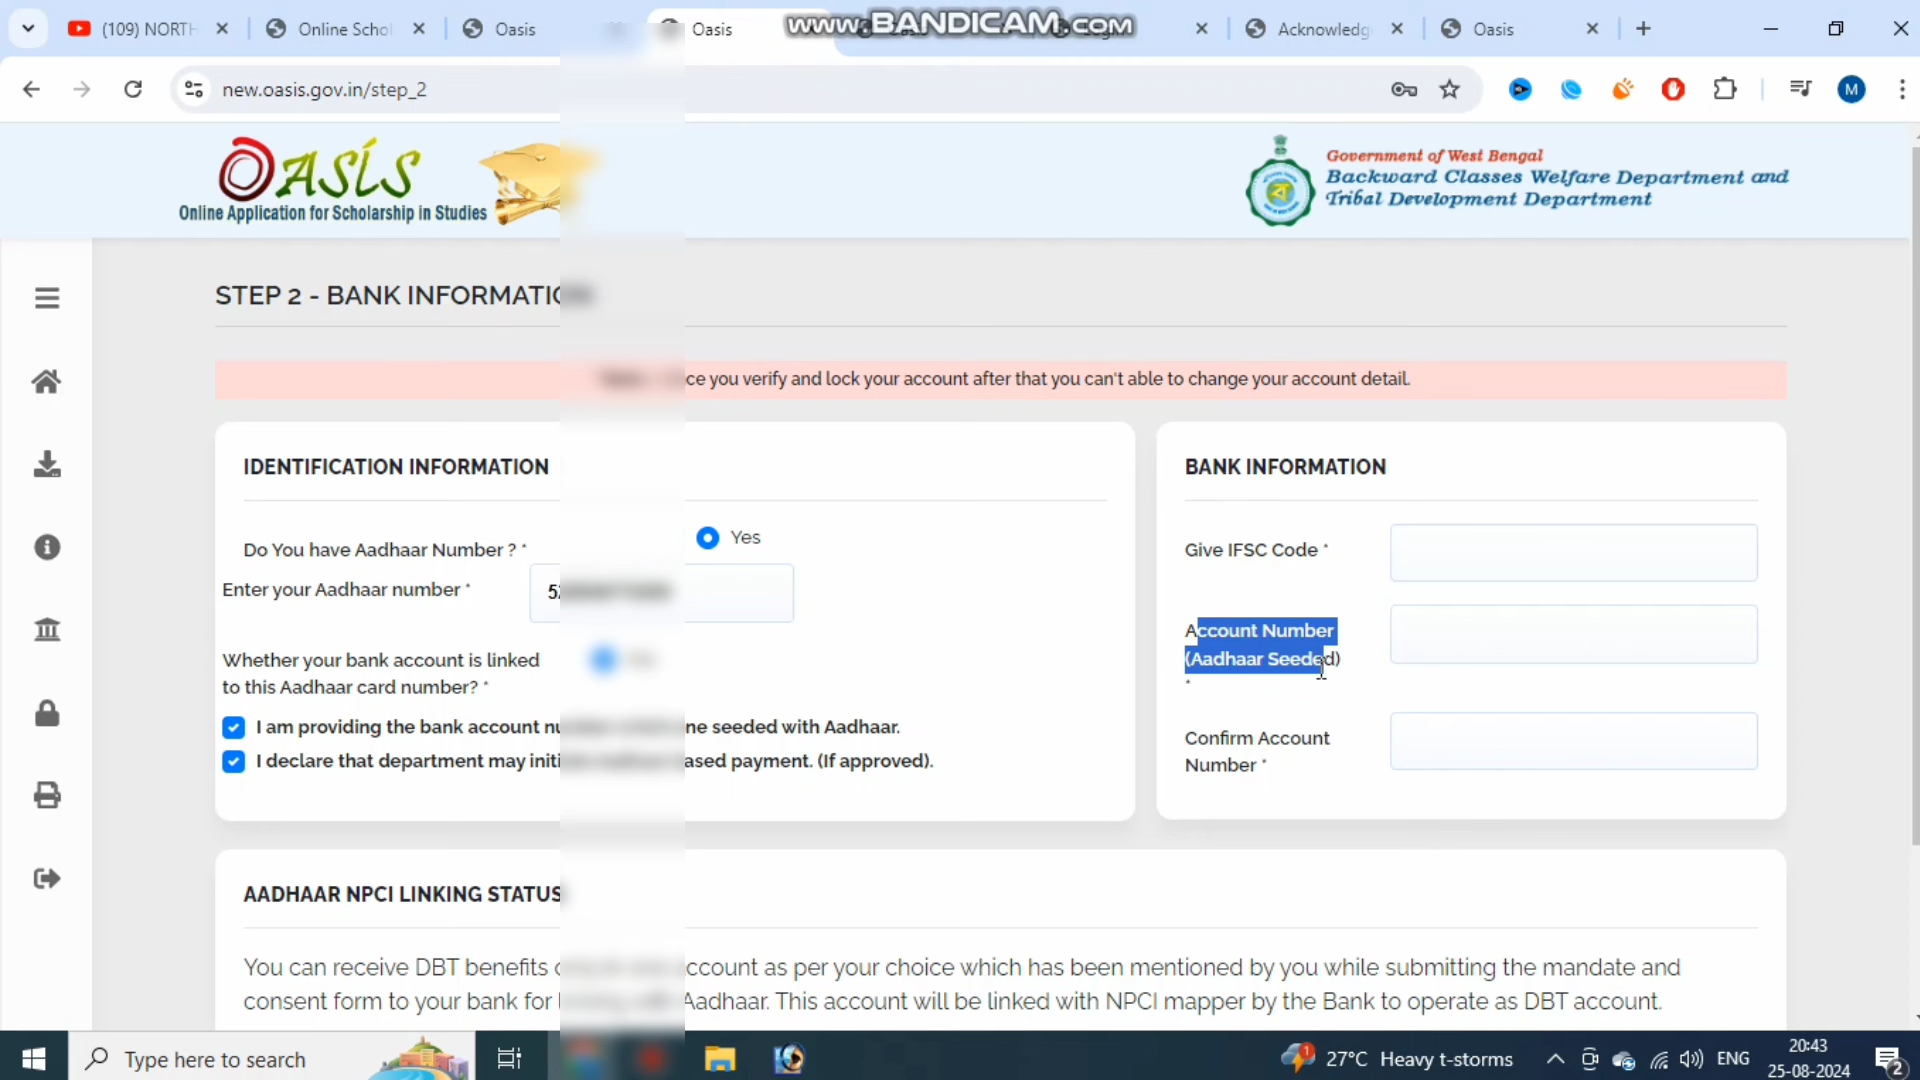 (109) NORTH
Online Schol
Oasis
Oasis
www.BANDICAM.com
Acknowledg
Oasis
new.oasis.gov.in/step_2
M
OASIS
Online Application for Scholarship in Studies
Government of West Bengal
Backward Classes Welfare Department and
Tribal Development Department
STEP 2 - BANK INFORMATION
ce you verify and lock your account after that you can't able to change your account detail.
IDENTIFICATION INFORMATION
Do You have Aadhaar Number ? *
Yes
Enter your Aadhaar number *
Whether your bank account is linked
to this Aadhaar card number? *
I am providing the bank account ne seeded with Aadhaar.
I declare that department may ased payment. (If approved).
BANK INFORMATION
Give IFSC Code *
Account Number
(Aadhaar Seeded)
*
Confirm Account
Number *
AADHAAR NPCI LINKING STATUS
You can receive DBT benefits ccount as per your choice which has been mentioned by you while submitting the mandate and
consent form to your bank for Aadhaar. This account will be linked with NPCI mapper by the Bank to operate as DBT account.
Type here to search
1
27°C Heavy t-storms
ENG
20:43
25-08-2024
2